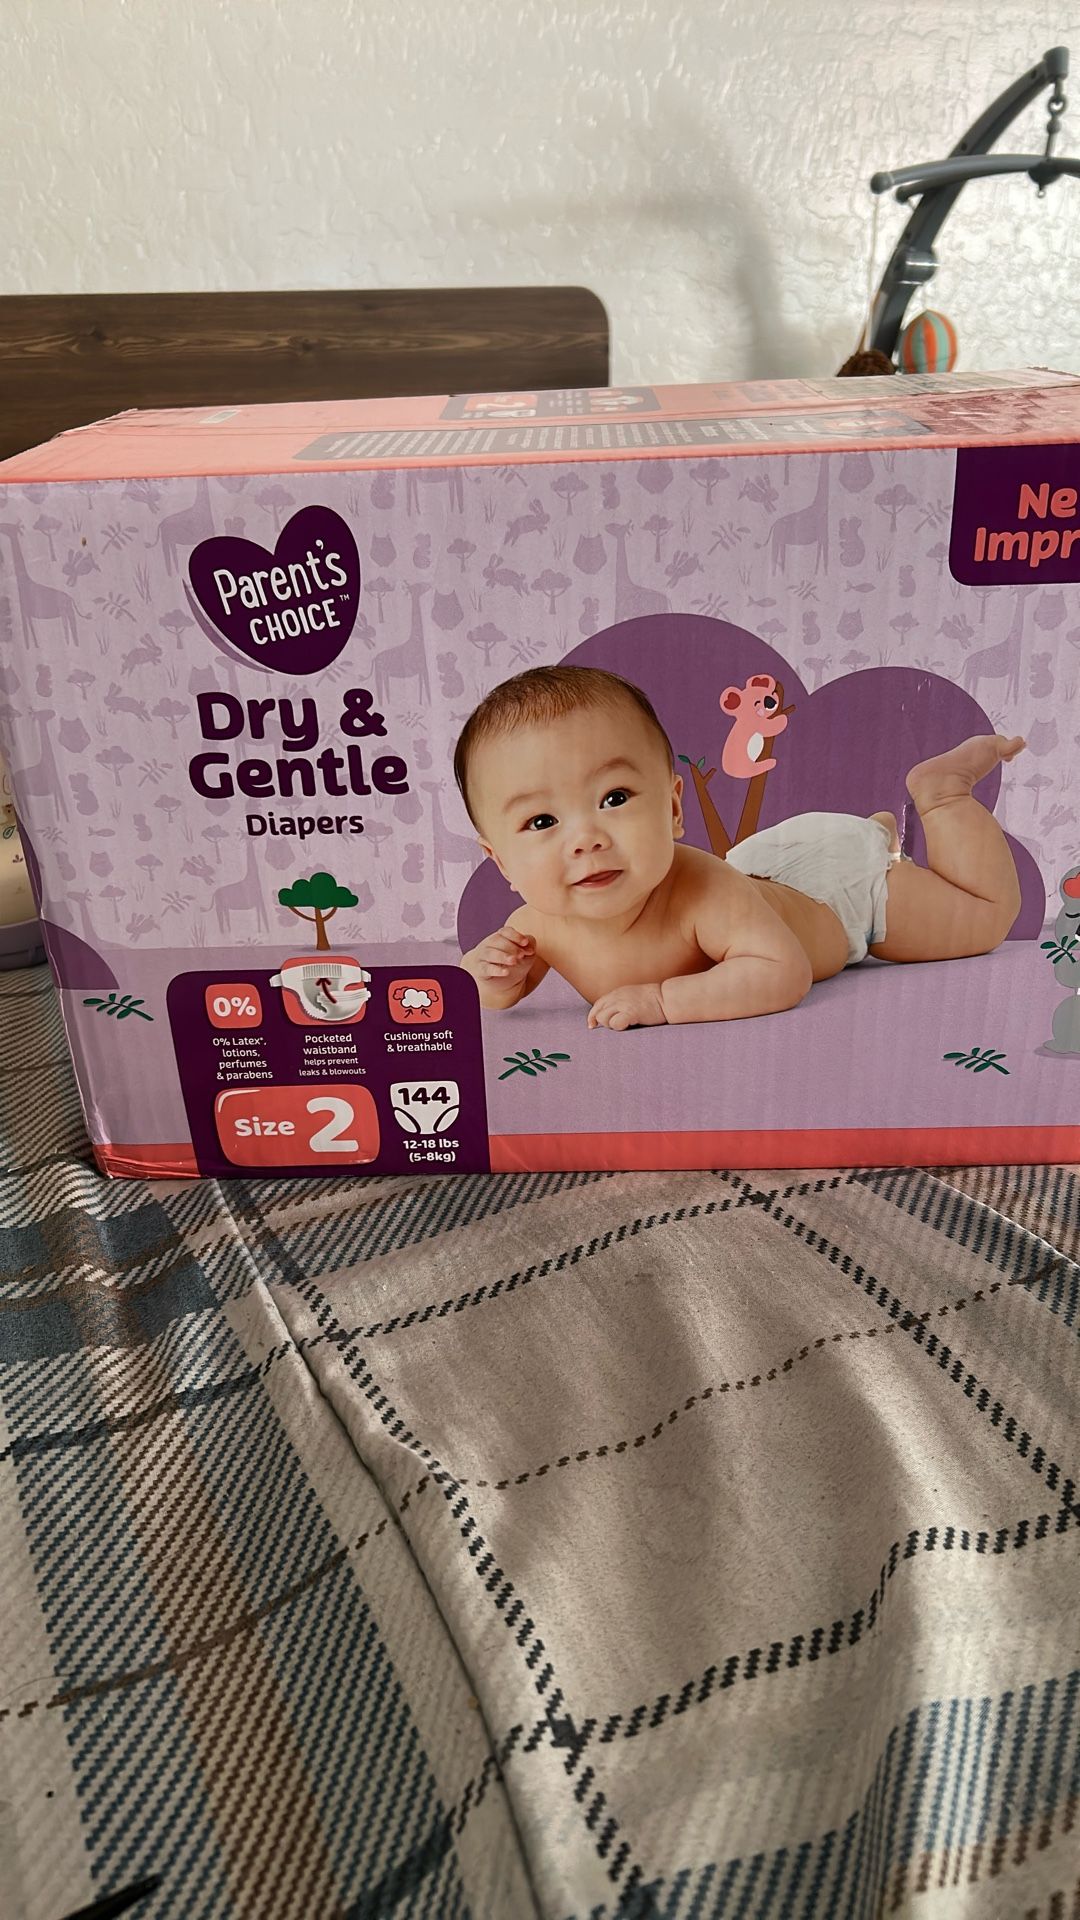 Parent's
CHOICE™
Dry &
Gentle
Diapers
Ne
Impr
0%
0% Latex*,
lotions,
perfumes
& parabens
Pocketed
waistband
helps prevent
leaks & blowouts
Cushiony soft
& breathable
Size 2
144
12-18 lbs
(5-8kg)